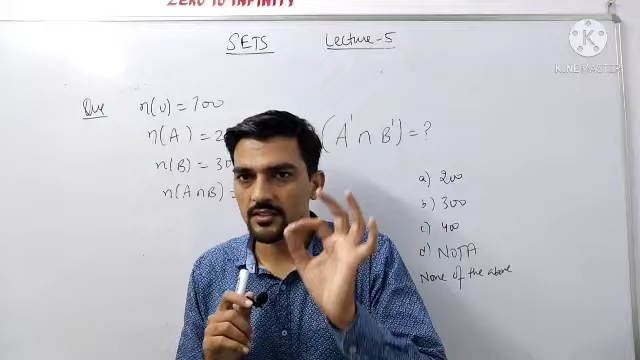 ZERO TO INFINITY
SETS Lecture-5
KINEMASTER
Que n(U) = 700
n(A) = 2
(A' ∩ B') = ?
n(B) = 30
n(A∩B) =
a) 200
b) 300
c) 400
d) NOTA
None of the above